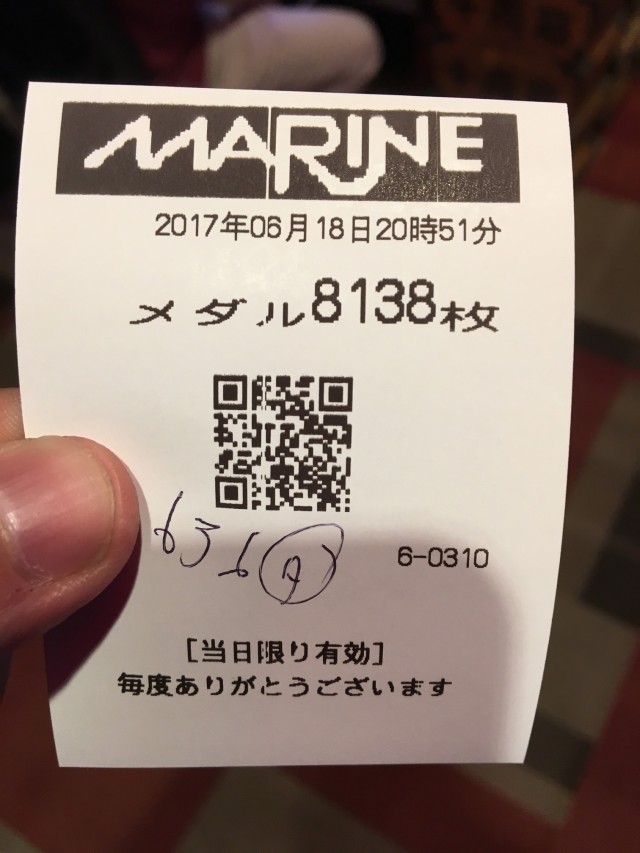 MARINE
2017年06月18日20時51分
メダル8138枚
636
6-0310
[当日限り有効]
毎度ありがとうございます